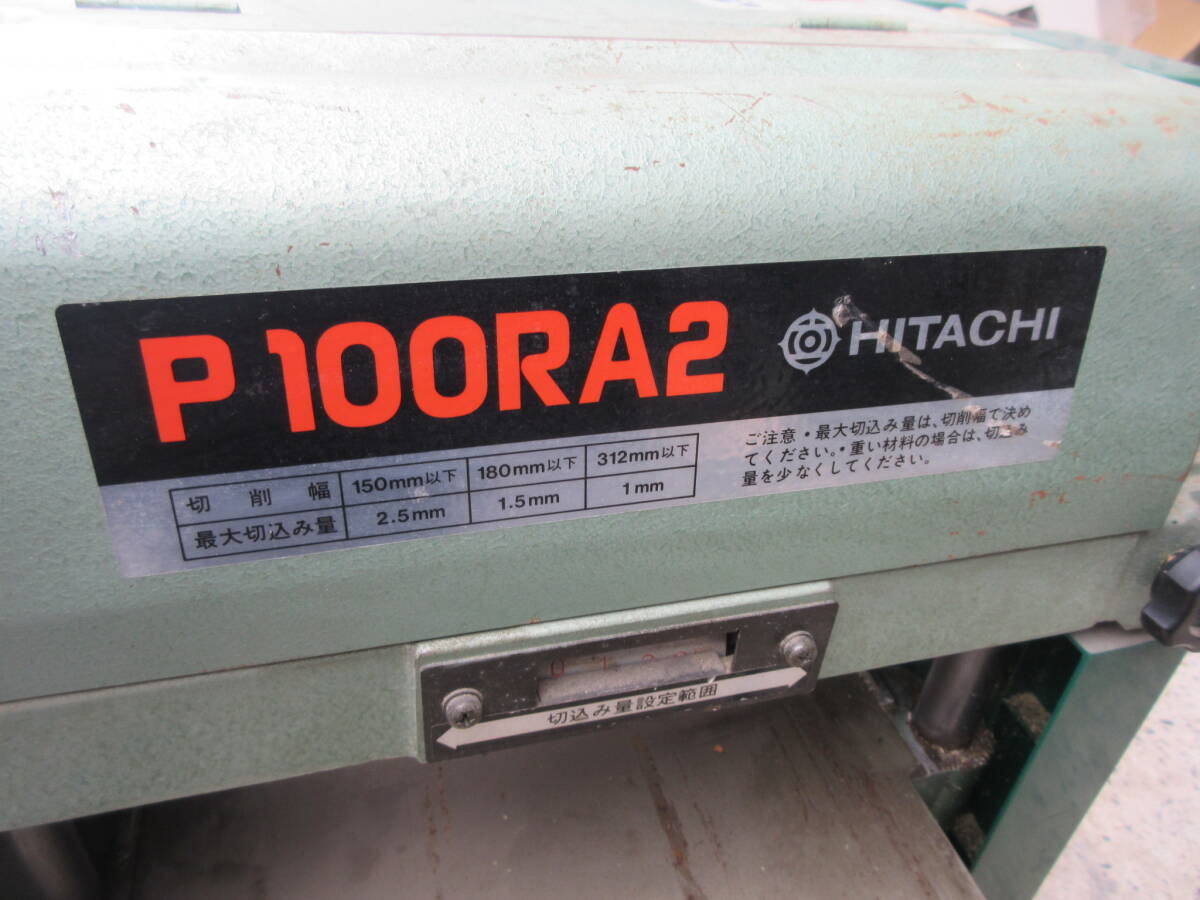 P100RA2 HITACHI
切削幅 150mm以下 180mm以下 312mm以下
最大切込み量 2.5mm 1.5mm 1mm
ご注意・最大切込み量は、切削幅で決め
てください。・重い材料の場合は、切込み
量を少なくしてください。
切込み量設定範囲